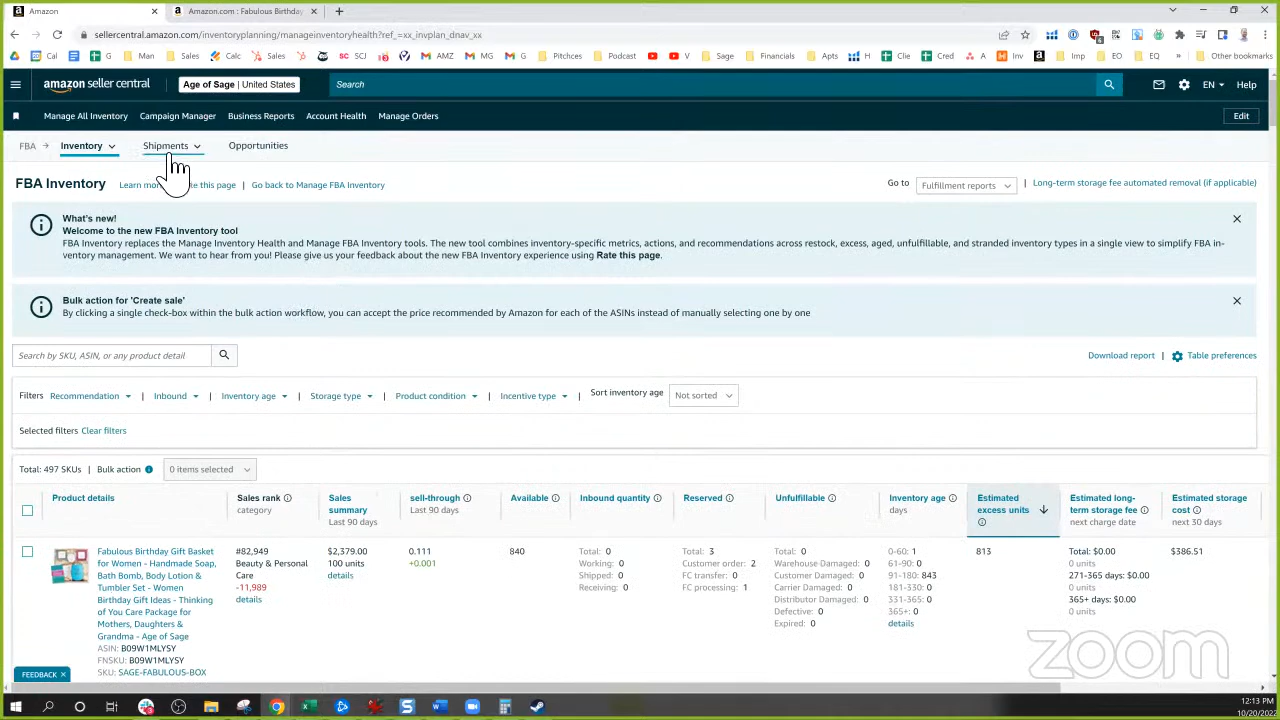 Amazon
Amazon.com : Fabulous Birthday
sellercentral.amazon.com/inventoryplanning/manageinventoryhealth?ref_=xx_invplan_dnav_xx
Cal
Man
Sales
Calc
Sales
SCJ
AMZ
MG
G
Pitchces
Podcast
Sage
Financials
Apts
Clie
Cred
A
Inv
Imp
EO
EQ
Other bookmarks
amazon seller central
Age of Sage | United States
Search
EN
Help
Manage All Inventory
Campaign Manager
Business Reports
Account Health
Manage Orders
Edit
FBA
Inventory
Shipments
Opportunities
FBA Inventory
te this page | Go back to Manage FBA Inventory
Go to
Fulfillment reports
| Long-term storage fee automated removal (if applicable)
What's new!
Welcome to the new FBA Inventory tool
FBA Inventory replaces the Manage Inventory Health and Manage FBA Inventory tools. The new tool combines inventory-specific metrics, actions, and recommendations across restock, excess, aged, unfulfillable, and stranded inventory types in a single view to simplify FBA in-
ventory management. We want to hear from you! Please give us your feedback about the new FBA Inventory experience using Rate this page.
Bulk action for 'Create sale'
By clicking a single check-box within the bulk action workflow, you can accept the price recommended by Amazon for each of the ASINs instead of manually selecting one by one
Search by SKU, ASIN, or any product detail
Download report | Table preferences
Filters Recommendation | Inbound | Inventory age | Storage type | Product condition | Incentive type | Sort inventory age Not sorted
Selected filters Clear filters
Total: 497 SKUs | Bulk action
0 items selected
Product details
Sales rank
category
Sales
summary
Last 90 days
sell-through
Last 90 days
Available
Inbound quantity
Reserved
Unfulfillable
Inventory age
days
Estimated
excess units
Estimated long-
term storage fee
next charge date
Estimated storage
cost
next 30 days
Fabulous Birthday Gift Basket
for Women - Handmade Soap,
Bath Bomb, Body Lotion &
Tumbler Set - Women
Birthday Gift Ideas - Thinking
of You Care Package for
Mothers, Daughters &
Grandma - Age of Sage
ASIN: B09W1MLYSY
FNSKU: B09W1MLYSY
SKU: SAGE-FABULOUS-BOX
#82,949
Beauty & Personal
Care
-11,989
details
$2,379.00
100 units
details
0.111
+0.001
840
Total: 0
Working: 0
Shipped: 0
Receiving: 0
Total: 3
Customer order: 2
FC transfer: 0
FC processing: 1
Total: 0
Warehouse Damaged: 0
Customer Damaged: 0
Carrier Damaged: 0
Distributor Damaged: 0
Defective: 0
Expired: 0
0-60: 1
61-90: 0
91-180: 843
181-330: 0
331-365: 0
365+: 0
details
813
Total: $0.00
0 units
271-365 days: $0.00
0 units
365+ days: $0.00
0 units
$386.51
FEEDBACK
zoom
12:13 PM